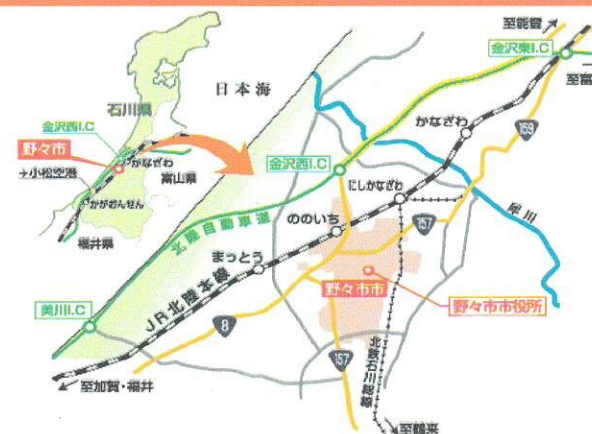 石川県
金沢西I.C
野々市
かなざわ
小松空港
富山県
かがおんせん
福井県
日本海
至能登
金沢東I.C
至富
かなざわ
159
金沢西I.C
にしかなざわ
犀川
157
北陸自動車道
ののいち
まっとう
野々市市
野々市市役所
美川I.C
JR北陸本線
8
157
北鉄石川総線
至加賀・福井
至鶴来